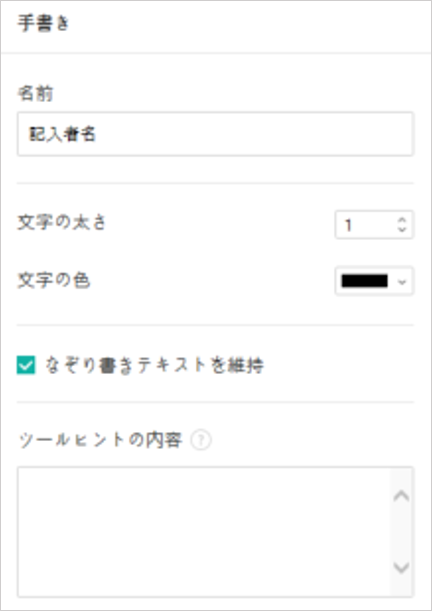 手書き
名前
記入者名
文字の太さ
1
文字の色
なぞり書きテキストを維持
ツールヒントの内容 ?